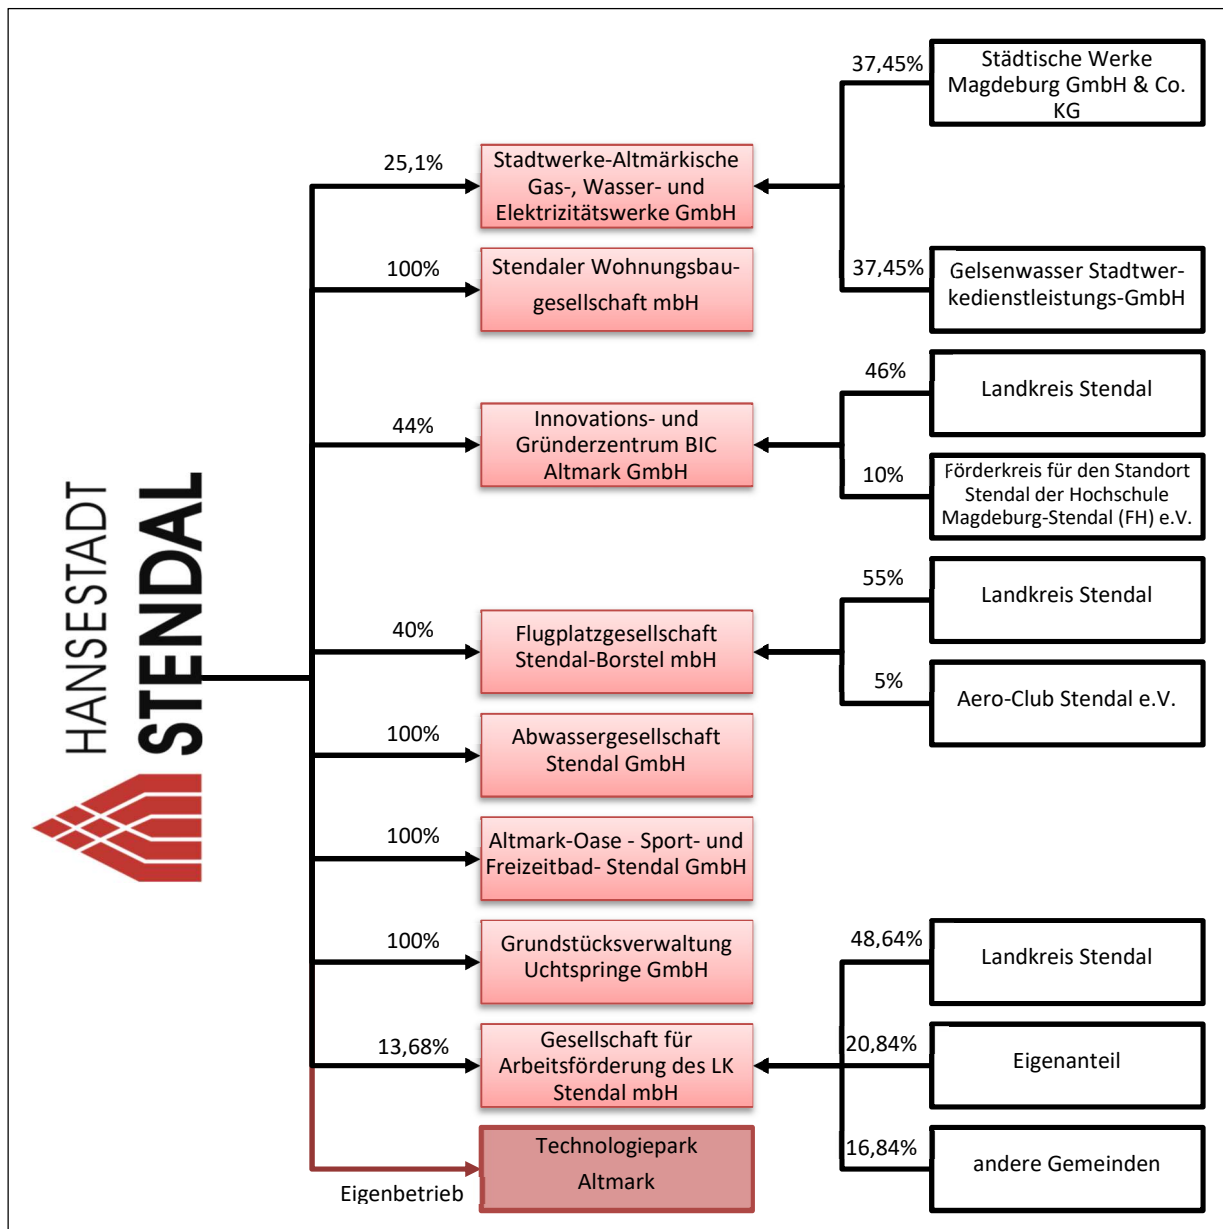 HANSESTADT
STENDAL
25,1%
Stadtwerke-Altmärkische
Gas-, Wasser- und
Elektrizitätswerke GmbH
37,45%
Städtische Werke
Magdeburg GmbH & Co.
KG
37,45%
Gelsenwasser Stadtwer-
kedienstleistungs-GmbH
100%
Stendaler Wohnungsbau-
gesellschaft mbH
44%
Innovations- und
Gründerzentrum BIC
Altmark GmbH
46%
Landkreis Stendal
10%
Förderkreis für den Standort
Stendal der Hochschule
Magdeburg-Stendal (FH) e.V.
40%
Flugplatzgesellschaft
Stendal-Borstel mbH
55%
Landkreis Stendal
5%
Aero-Club Stendal e.V.
100%
Abwassergesellschaft
Stendal GmbH
100%
Altmark-Oase - Sport- und
Freizeitbad- Stendal GmbH
100%
Grundstücksverwaltung
Uchtspringe GmbH
13,68%
Gesellschaft für
Arbeitsförderung des LK
Stendal mbH
48,64%
Landkreis Stendal
20,84%
Eigenanteil
16,84%
andere Gemeinden
Eigenbetrieb
Technologiepark
Altmark